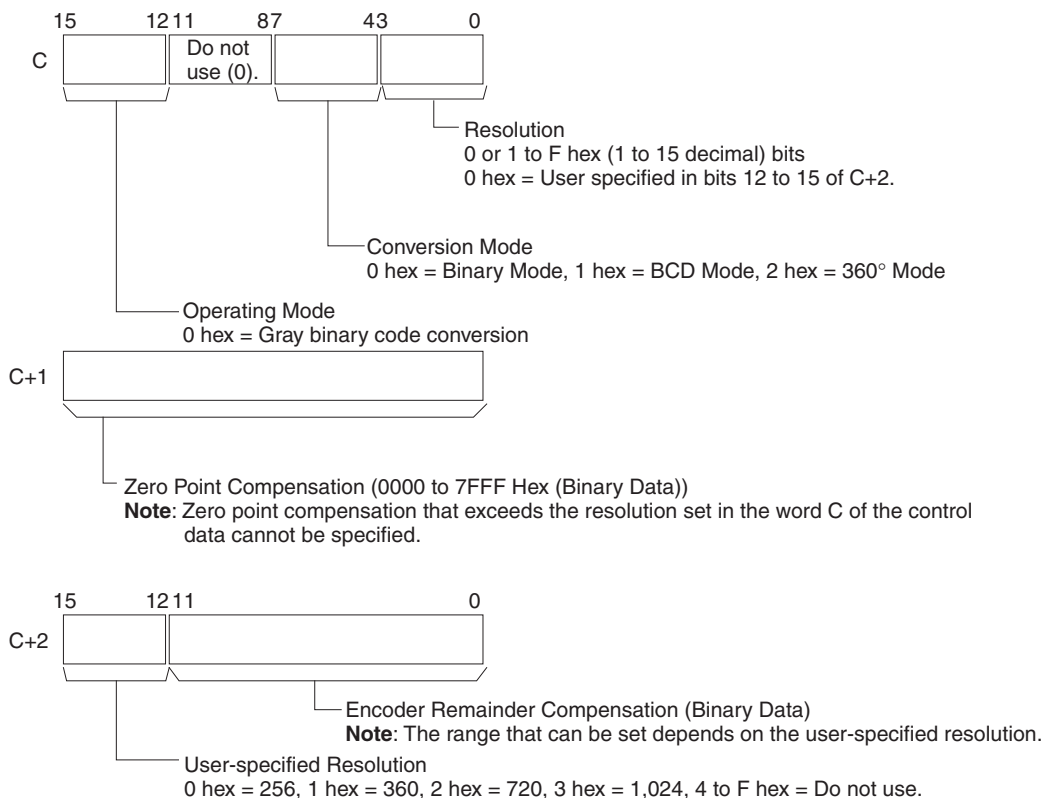 15 12 11 8 7 4 3 0
C
Do not
use (0).
Resolution
0 or 1 to F hex (1 to 15 decimal) bits
0 hex = User specified in bits 12 to 15 of C+2.
Conversion Mode
0 hex = Binary Mode, 1 hex = BCD Mode, 2 hex = 360° Mode
Operating Mode
0 hex = Gray binary code conversion
C+1
Zero Point Compensation (0000 to 7FFF Hex (Binary Data))
Note: Zero point compensation that exceeds the resolution set in the word C of the control
data cannot be specified.
15 12 11 0
C+2
Encoder Remainder Compensation (Binary Data)
Note: The range that can be set depends on the user-specified resolution.
User-specified Resolution
0 hex = 256, 1 hex = 360, 2 hex = 720, 3 hex = 1,024, 4 to F hex = Do not use.